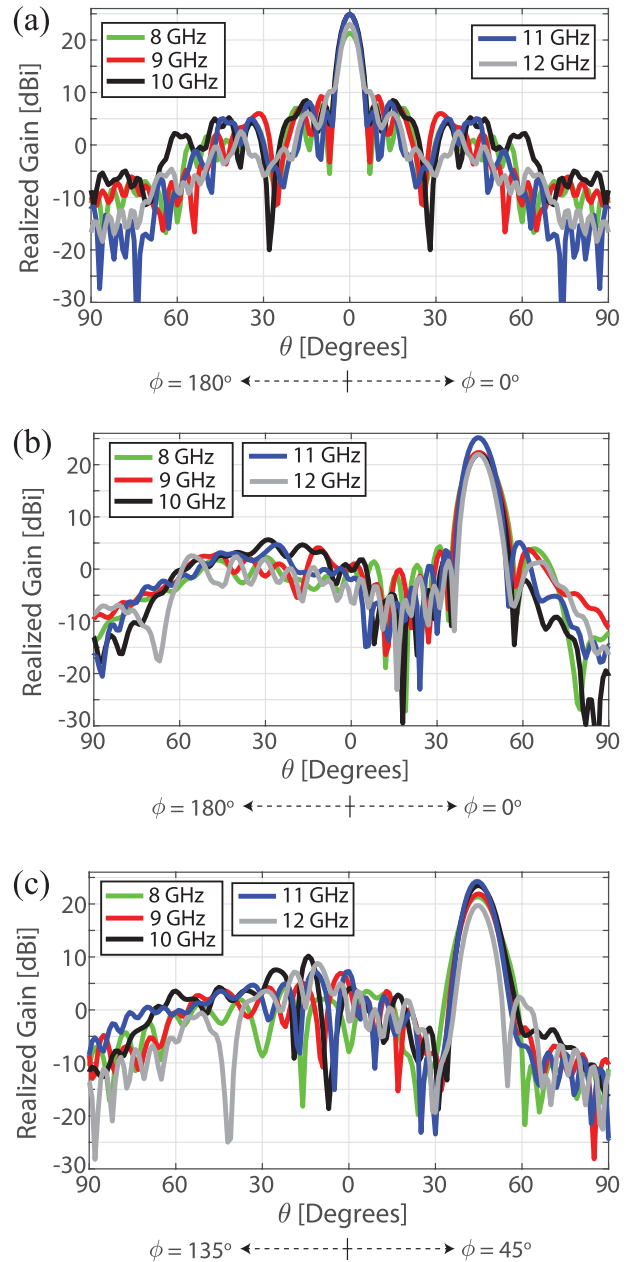 (a)
Realized Gain [dBi]
20
10
0
-10
-20
-30
8 GHz
9 GHz
10 GHz
11 GHz
12 GHz
90 60 30 0 30 60 90
θ [Degrees]
ϕ = 180° ϕ = 0°
(b)
Realized Gain [dBi]
20
10
0
-10
-20
-30
8 GHz
9 GHz
10 GHz
11 GHz
12 GHz
90 60 30 0 30 60 90
θ [Degrees]
ϕ = 180° ϕ = 0°
(c)
Realized Gain [dBi]
20
10
0
-10
-20
-30
8 GHz
9 GHz
10 GHz
11 GHz
12 GHz
90 60 30 0 30 60 90
θ [Degrees]
ϕ = 135° ϕ = 45°